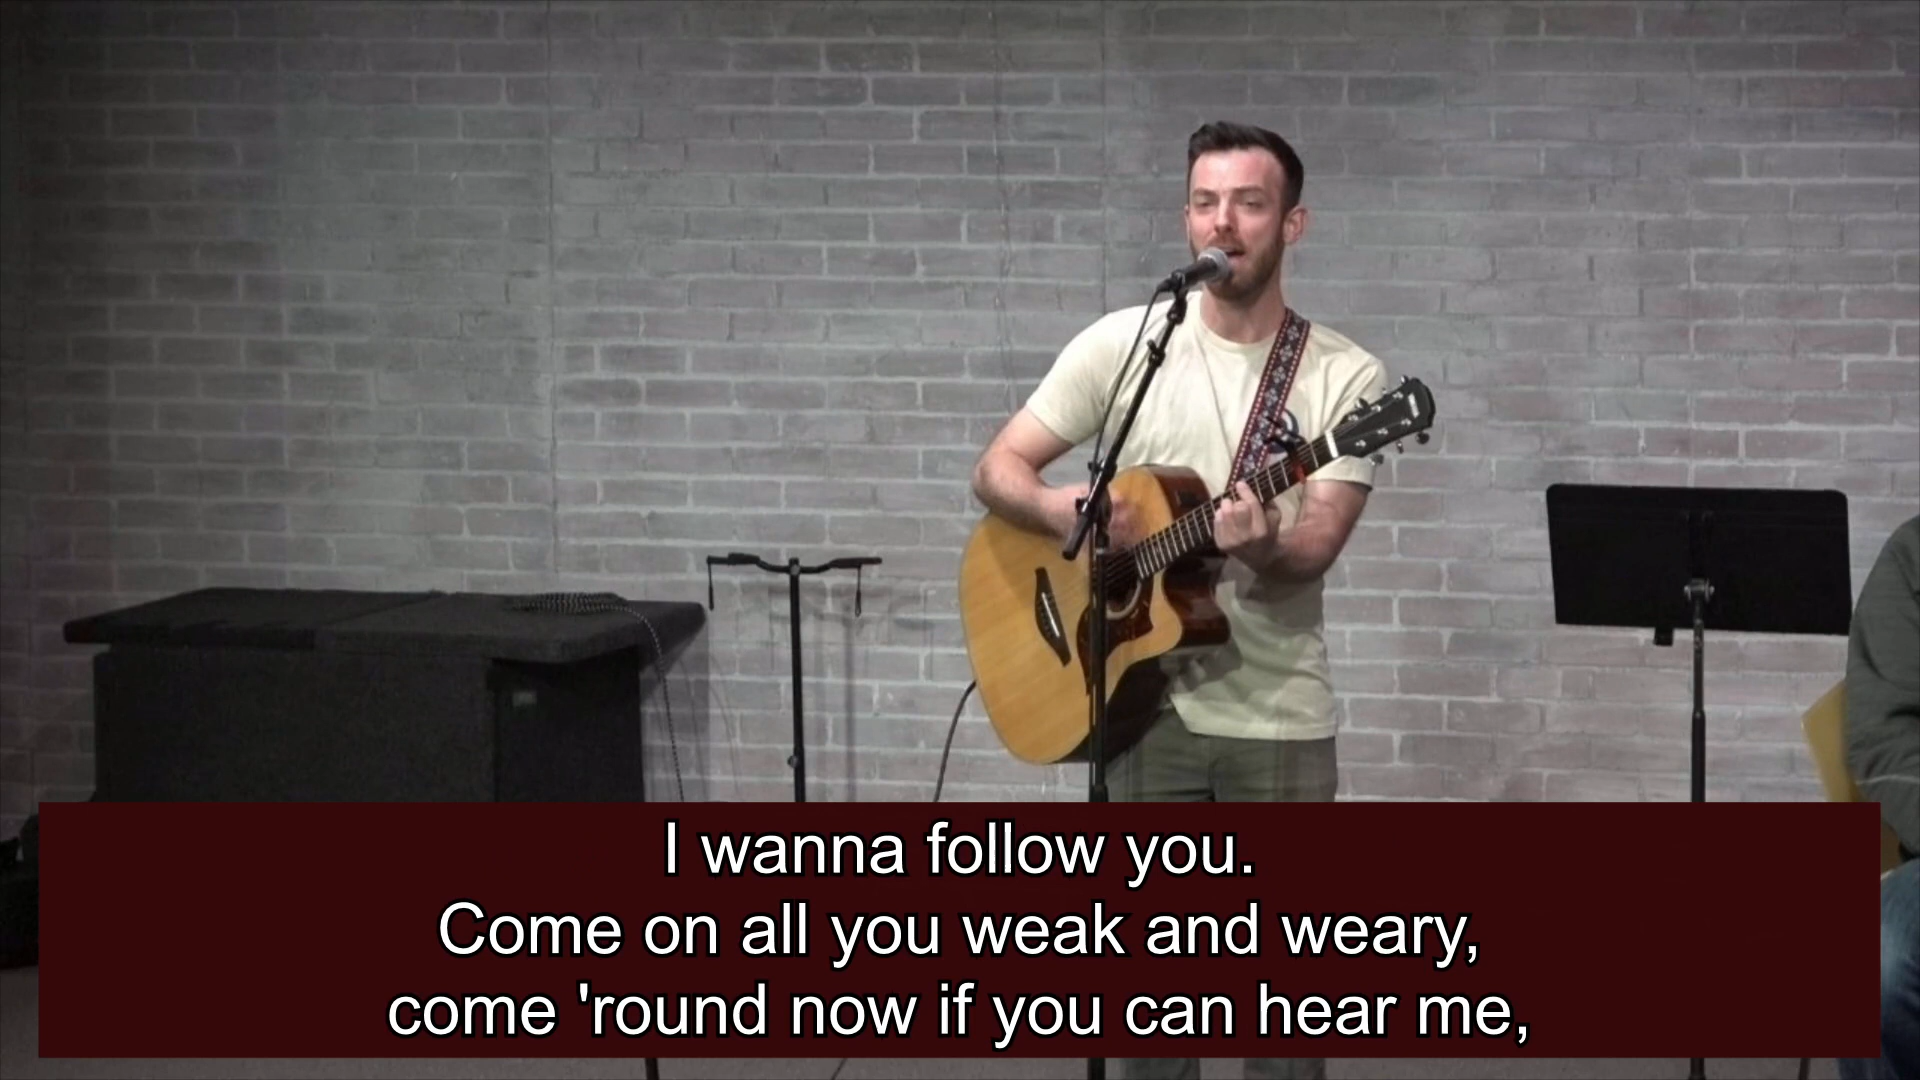 I wanna follow you.
Come on all you weak and weary,
come 'round now if you can hear me,